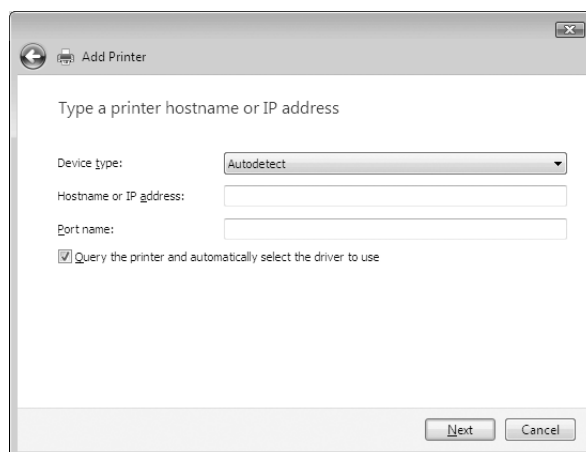 Add Printer
Type a printer hostname or IP address
Device type: Autodetect
Hostname or IP address:
Port name:
Query the printer and automatically select the driver to use
Next Cancel